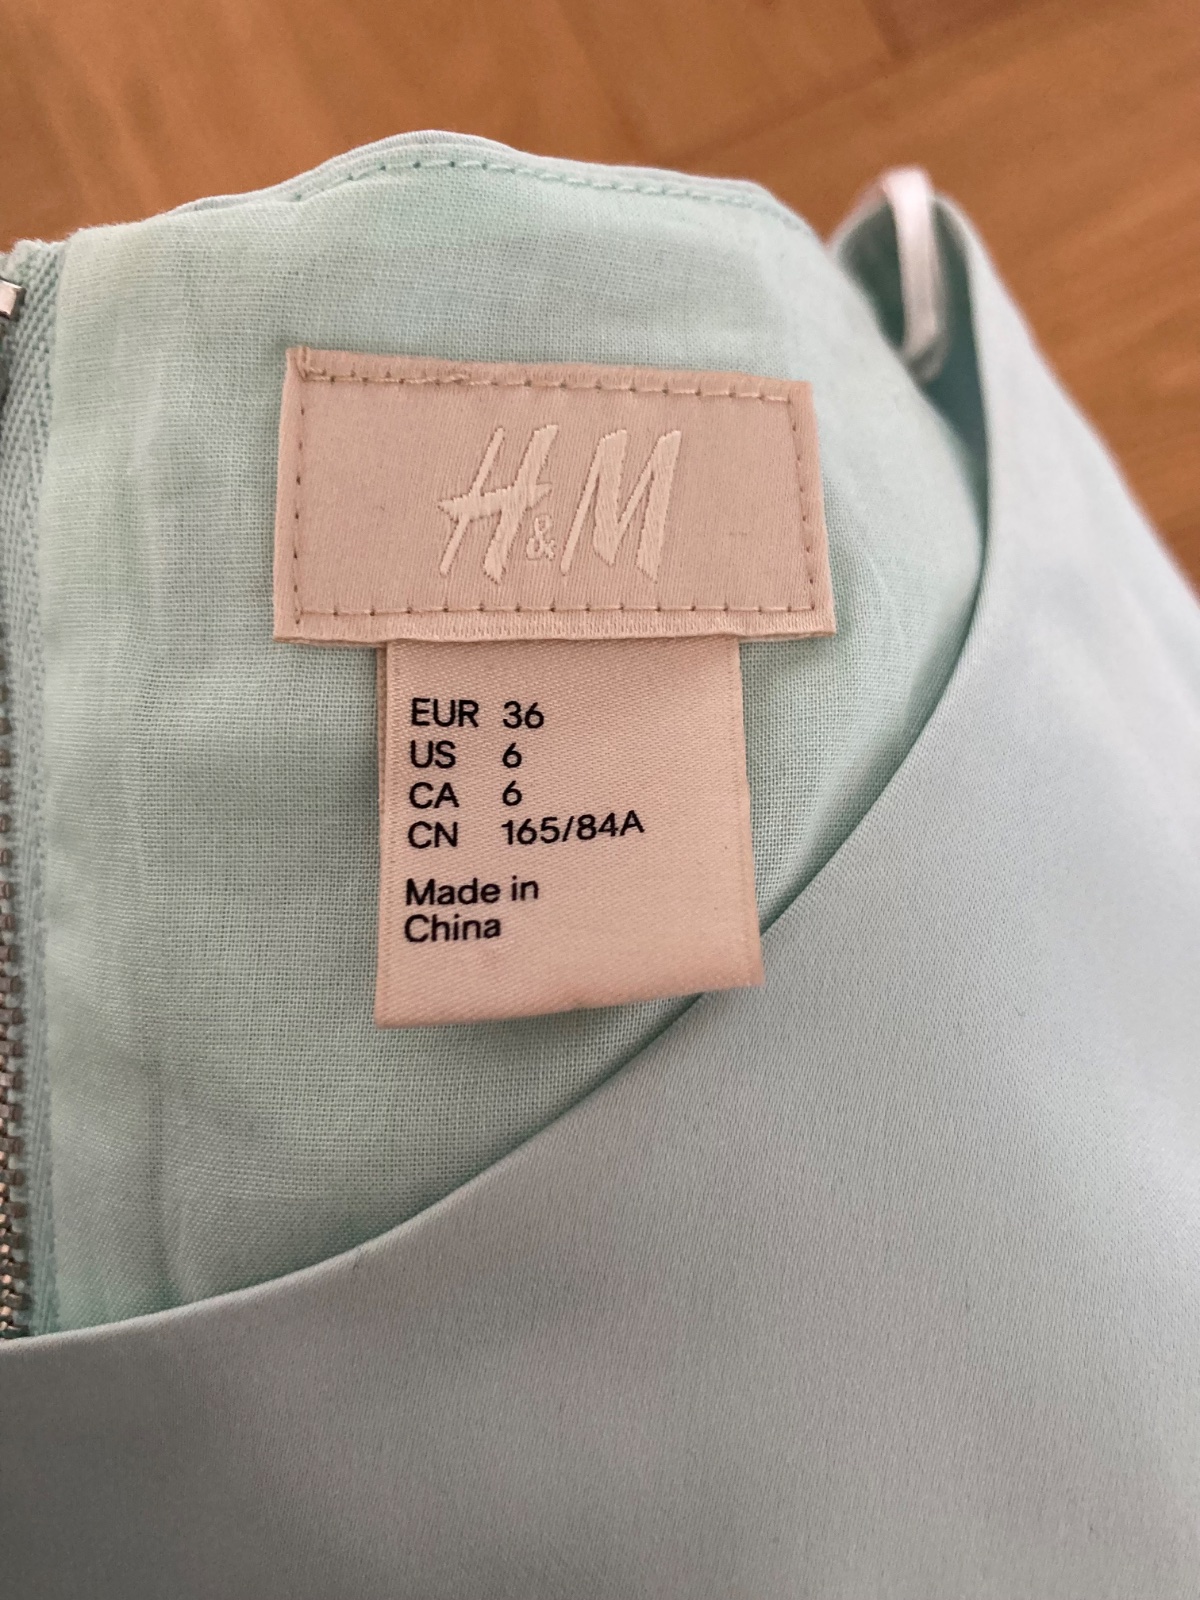 H&M
EUR 36
US 6
CA 6
CN 165/84A
Made in
China